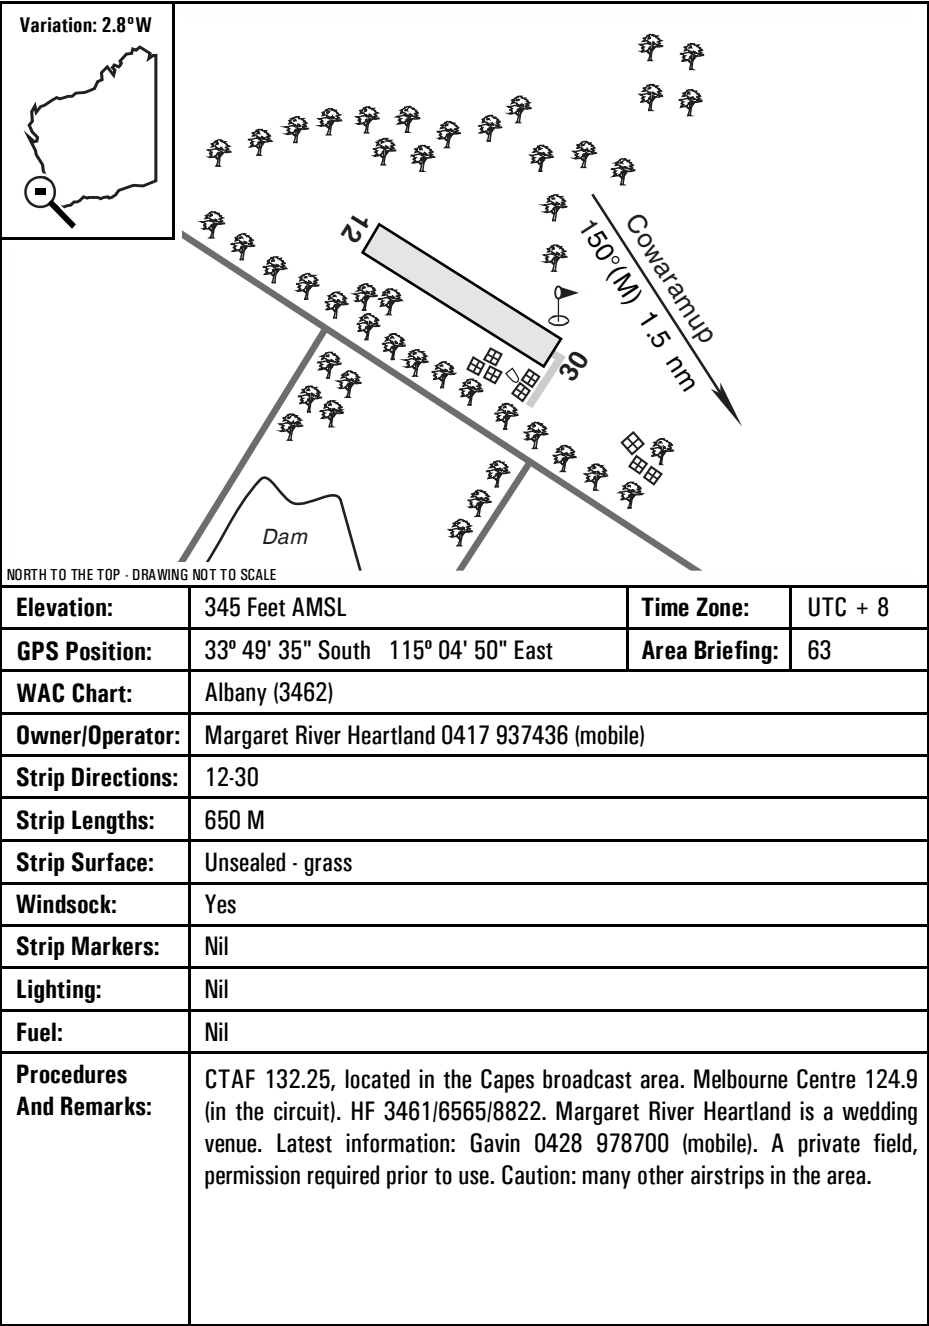 Variation: 2.8º W
12
30
Cowaramup
150°(M) 1.5 nm
Dam
NORTH TO THE TOP - DRAWING NOT TO SCALE
Elevation: 345 Feet AMSL Time Zone: UTC + 8
GPS Position: 33º 49' 35" South 115º 04' 50" East Area Briefing: 63
WAC Chart: Albany (3462)
Owner/Operator: Margaret River Heartland 0417 937436 (mobile)
Strip Directions: 12-30
Strip Lengths: 650 M
Strip Surface: Unsealed - grass
Windsock: Yes
Strip Markers: Nil
Lighting: Nil
Fuel: Nil
Procedures
And Remarks:
CTAF 132.25, located in the Capes broadcast area. Melbourne Centre 124.9
(in the circuit). HF 3461/6565/8822. Margaret River Heartland is a wedding
venue. Latest information: Gavin 0428 978700 (mobile). A private field,
permission required prior to use. Caution: many other airstrips in the area.